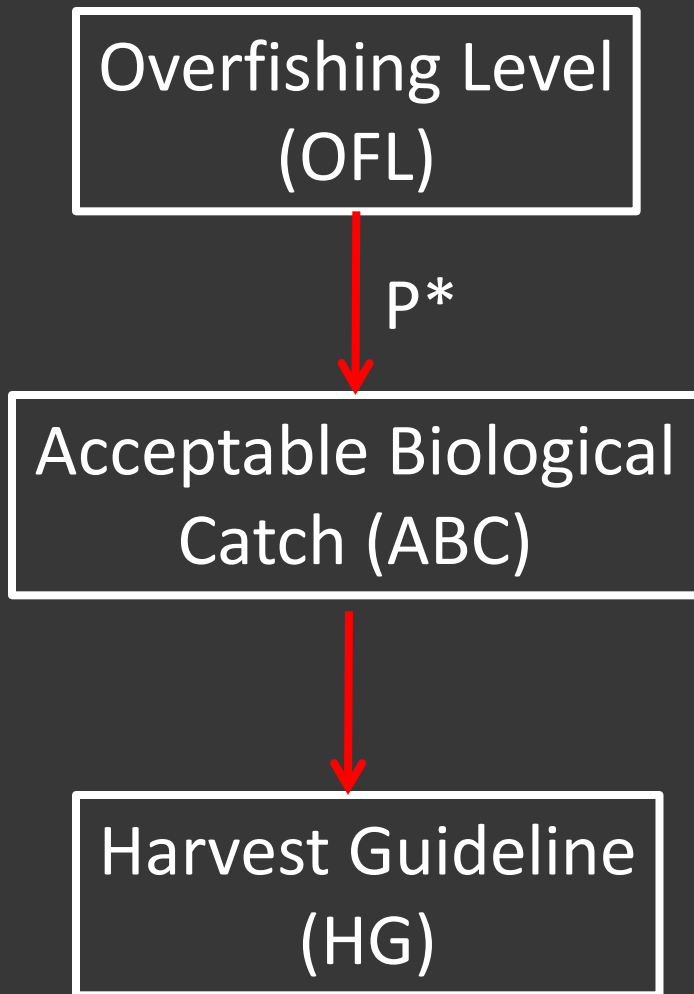 Overfishing Level
(OFL)
P*
Acceptable Biological
Catch (ABC)
Harvest Guideline
(HG)